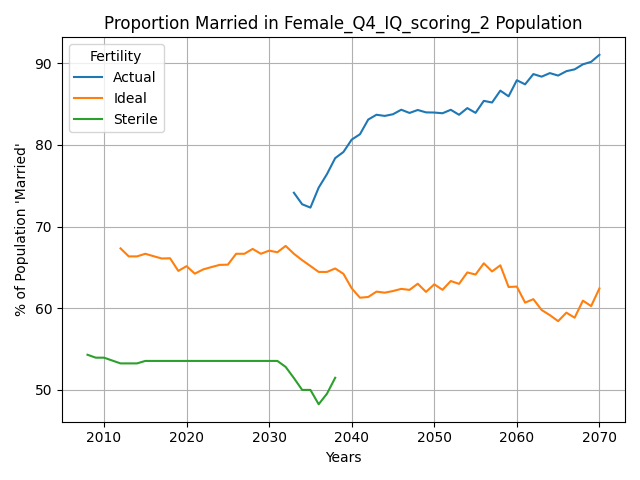 Proportion Married in Female_Q4_IQ_scoring_2 Population
% of Population 'Married'
90
80
70
60
50
Fertility
Actual
Ideal
Sterile
2010 2020 2030 2040 2050 2060 2070
Years